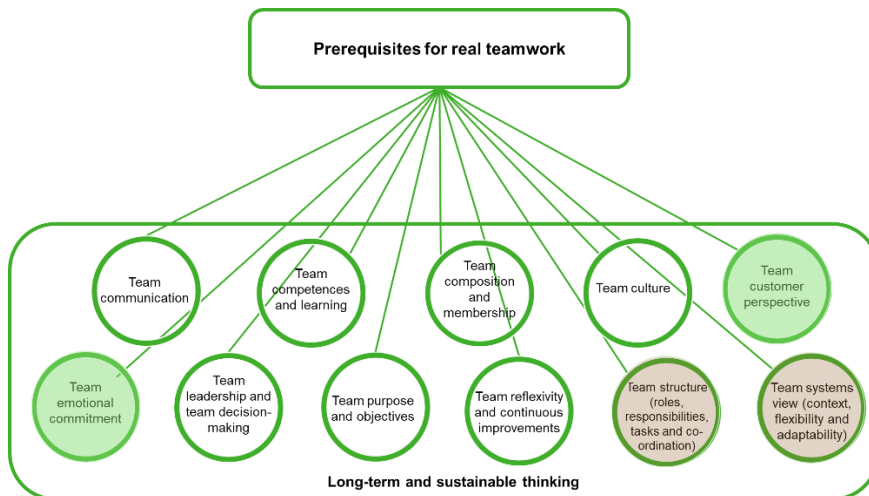 Prerequisites for real teamwork
Team
communication
Team
competences
and learning
Team
composition
and
membership
Team culture
Team
customer
perspective
Team
emotional
commitment
Team
leadership and
team decision-
making
Team purpose
and objectives
Team reflexivity
and continuous
improvements
Team structure
(roles,
responsibilities,
tasks and co-
ordination)
Team systems
view (context,
flexibility and
adaptability)
Long-term and sustainable thinking